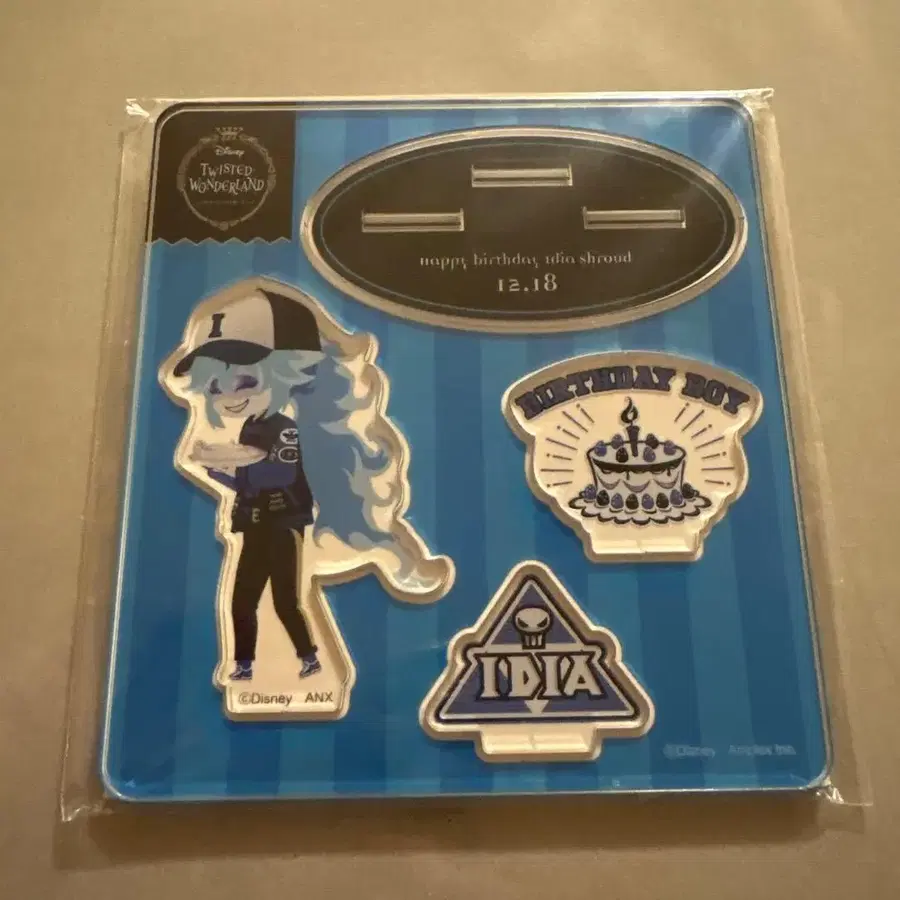 Disney
TWISTED
WONDERLAND
Happy birthday Idia Shroud
12.18
I
E
BIRTHDAY BOY
IDIA
©Disney ANX
©Disney Aniplex Inc.